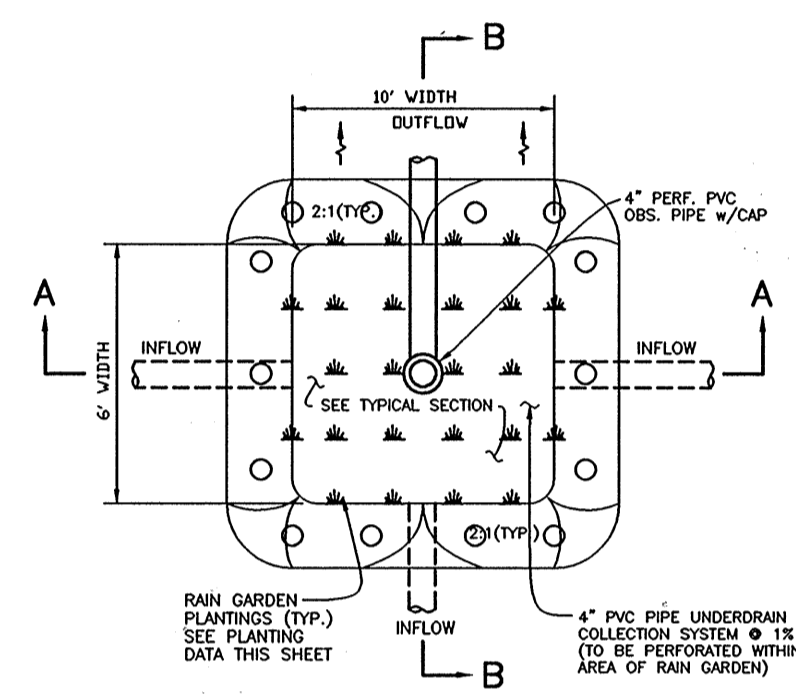 B
10' WIDTH
OUTFLOW
2:1(TYP.
4" PERF. PVC
OBS. PIPE w/CAP
A
A
INFLOW
INFLOW
6' WIDTH
SEE TYPICAL SECTION
2:1(TYP.)
RAIN GARDEN
PLANTINGS (TYP.)
SEE PLANTING
DATA THIS SHEET
INFLOW
4" PVC PIPE UNDERDRAIN
COLLECTION SYSTEM @ 1%
(TO BE PERFORATED WITHIN
AREA OF RAIN GARDEN)
B